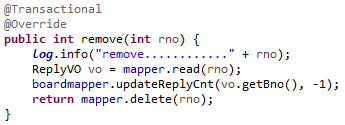 @Transactional
@Override
public int remove(int rno) {
    log.info("remove............." + rno);
    ReplyVO vo = mapper.read(rno);
    boardmapper.updateReplyCnt(vo.getBno(), -1);
    return mapper.delete(rno);
}